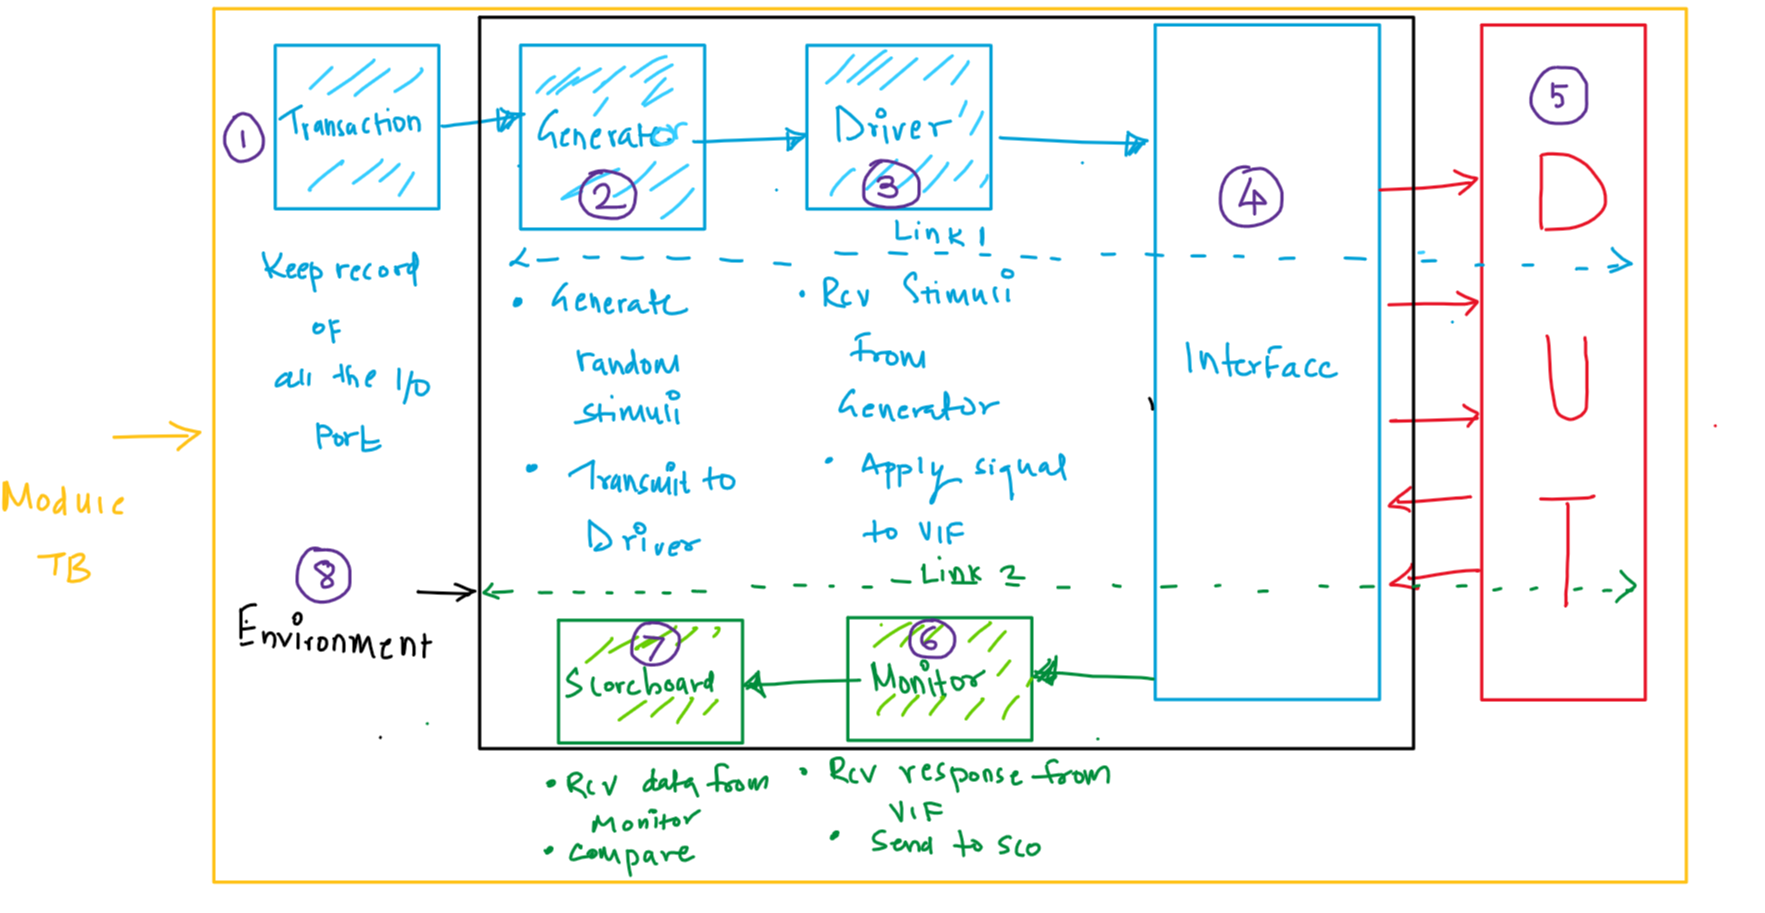 1
Transaction
Keep record
of
all the I/O
Port
Module
TB
8
Environment
Generator
2
Driver
3
Link 1
• Generate
random
stimuli
• Transmit to
Driver
• Rcv Stimuli
from
Generator
• Apply signal
to VIF
Link 2
4
Interface
5
D
U
T
7
Scoreboard
6
Monitor
• Rcv data from
Monitor
• Compare
• Rcv response from
VIF
• Send to SCO